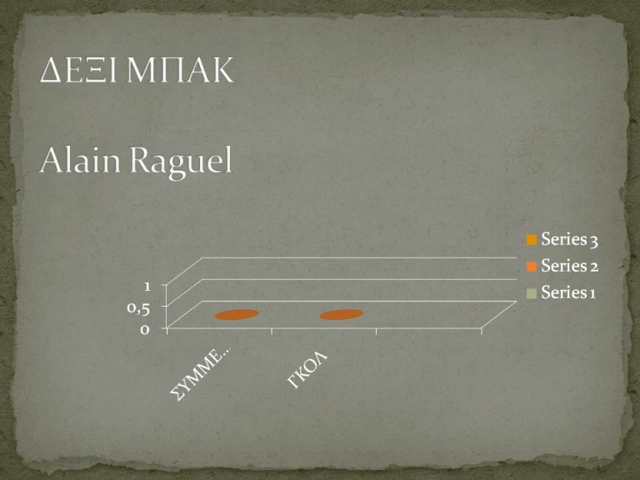 ΔΕΞΙ ΜΠΑΚ
Alain Raguel
Series 3
Series 2
Series 1
1
0,5
0
ΣΥΜΜΕ...
ΓΚΟΛ